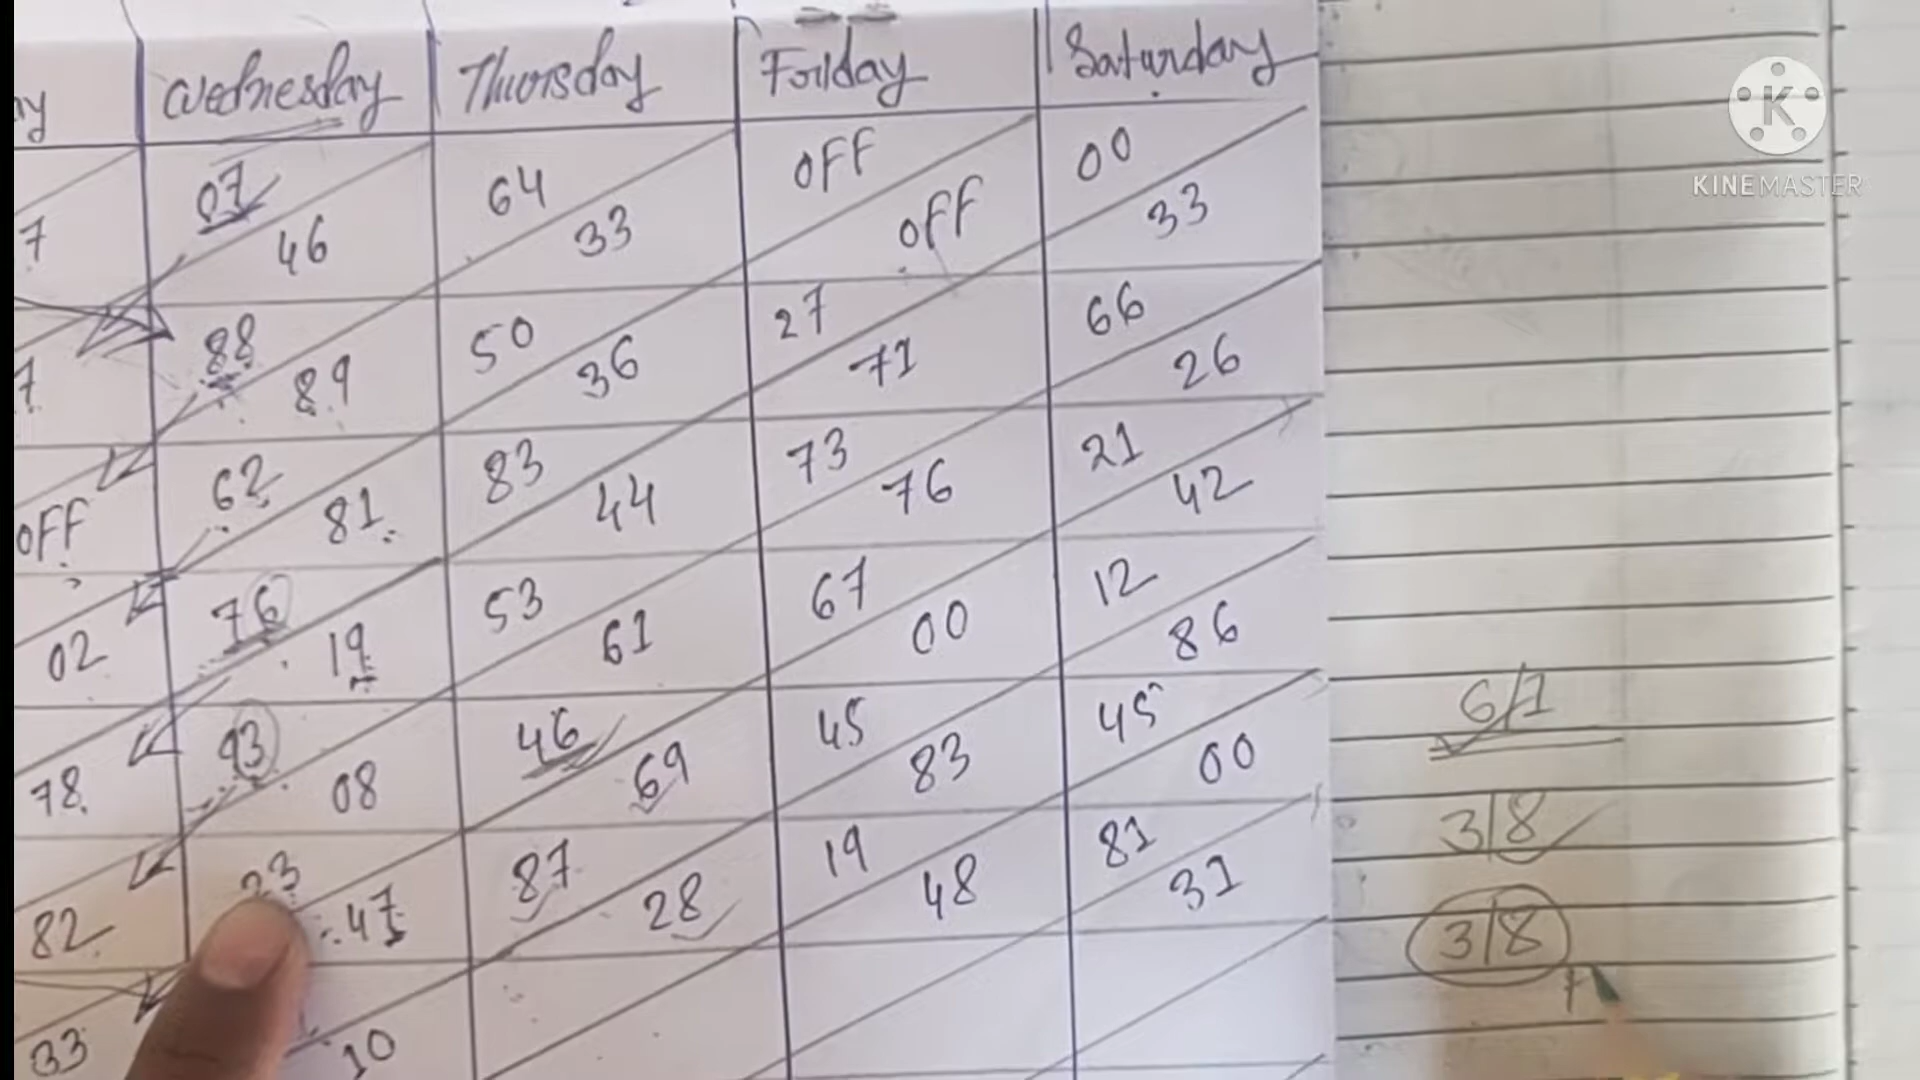 ay Wednesday Thursday Foriday Saturday
07 64 OFF 00
7 46 33 OFF 33
88 50 27 66
7 89 36 71 26
62 83 73 21
OFF 81 44 76 42
76 53 67 12
02 19 61 00 86
93 46 45 45
78 08 69 83 00
23 87 19 81
82 47 28 48 31
33 10
6/1
3/8
3/8
K
KINEMASTER